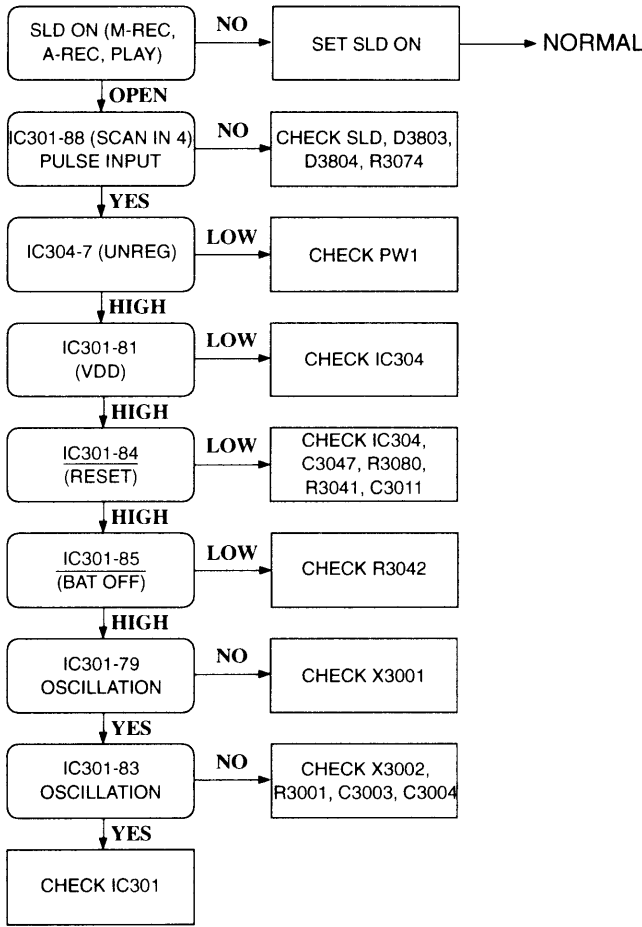 SLD ON (M-REC,
A-REC, PLAY)
NO
SET SLD ON
NORMAL
OPEN
IC301-88 (SCAN IN 4)
PULSE INPUT
NO
CHECK SLD, D3803,
D3804, R3074
YES
IC304-7 (UNREG)
LOW
CHECK PW1
HIGH
IC301-81
(VDD)
LOW
CHECK IC304
HIGH
IC301-84
(RESET)
LOW
CHECK IC304,
C3047, R3080,
R3041, C3011
HIGH
IC301-85
(BAT OFF)
LOW
CHECK R3042
HIGH
IC301-79
OSCILLATION
NO
CHECK X3001
YES
IC301-83
OSCILLATION
NO
CHECK X3002,
R3001, C3003, C3004
YES
CHECK IC301